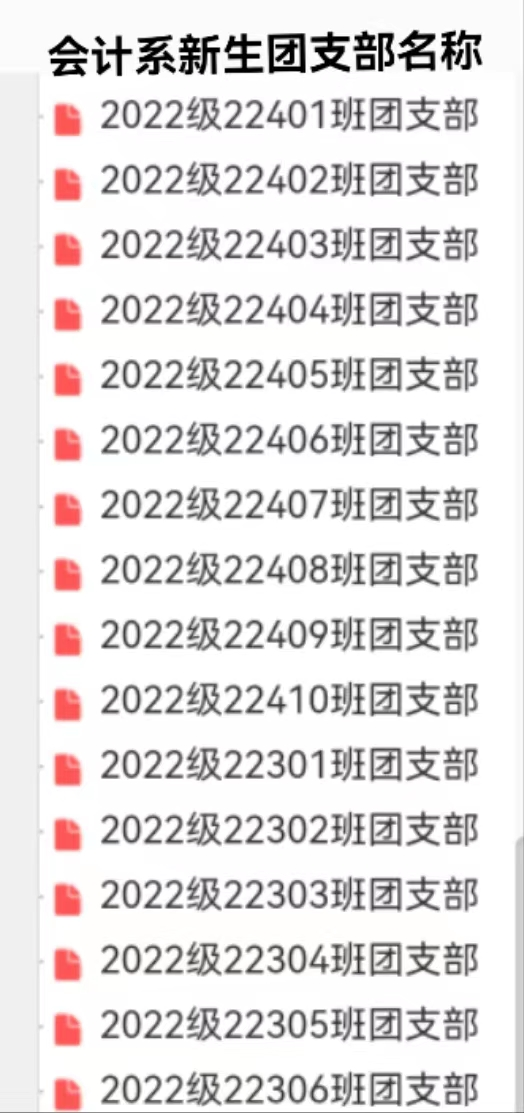 会计系新生团支部名称
2022级22401班团支部
2022级22402班团支部
2022级22403班团支部
2022级22404班团支部
2022级22405班团支部
2022级22406班团支部
2022级22407班团支部
2022级22408班团支部
2022级22409班团支部
2022级22410班团支部
2022级22301班团支部
2022级22302班团支部
2022级22303班团支部
2022级22304班团支部
2022级22305班团支部
2022级22306班团支部